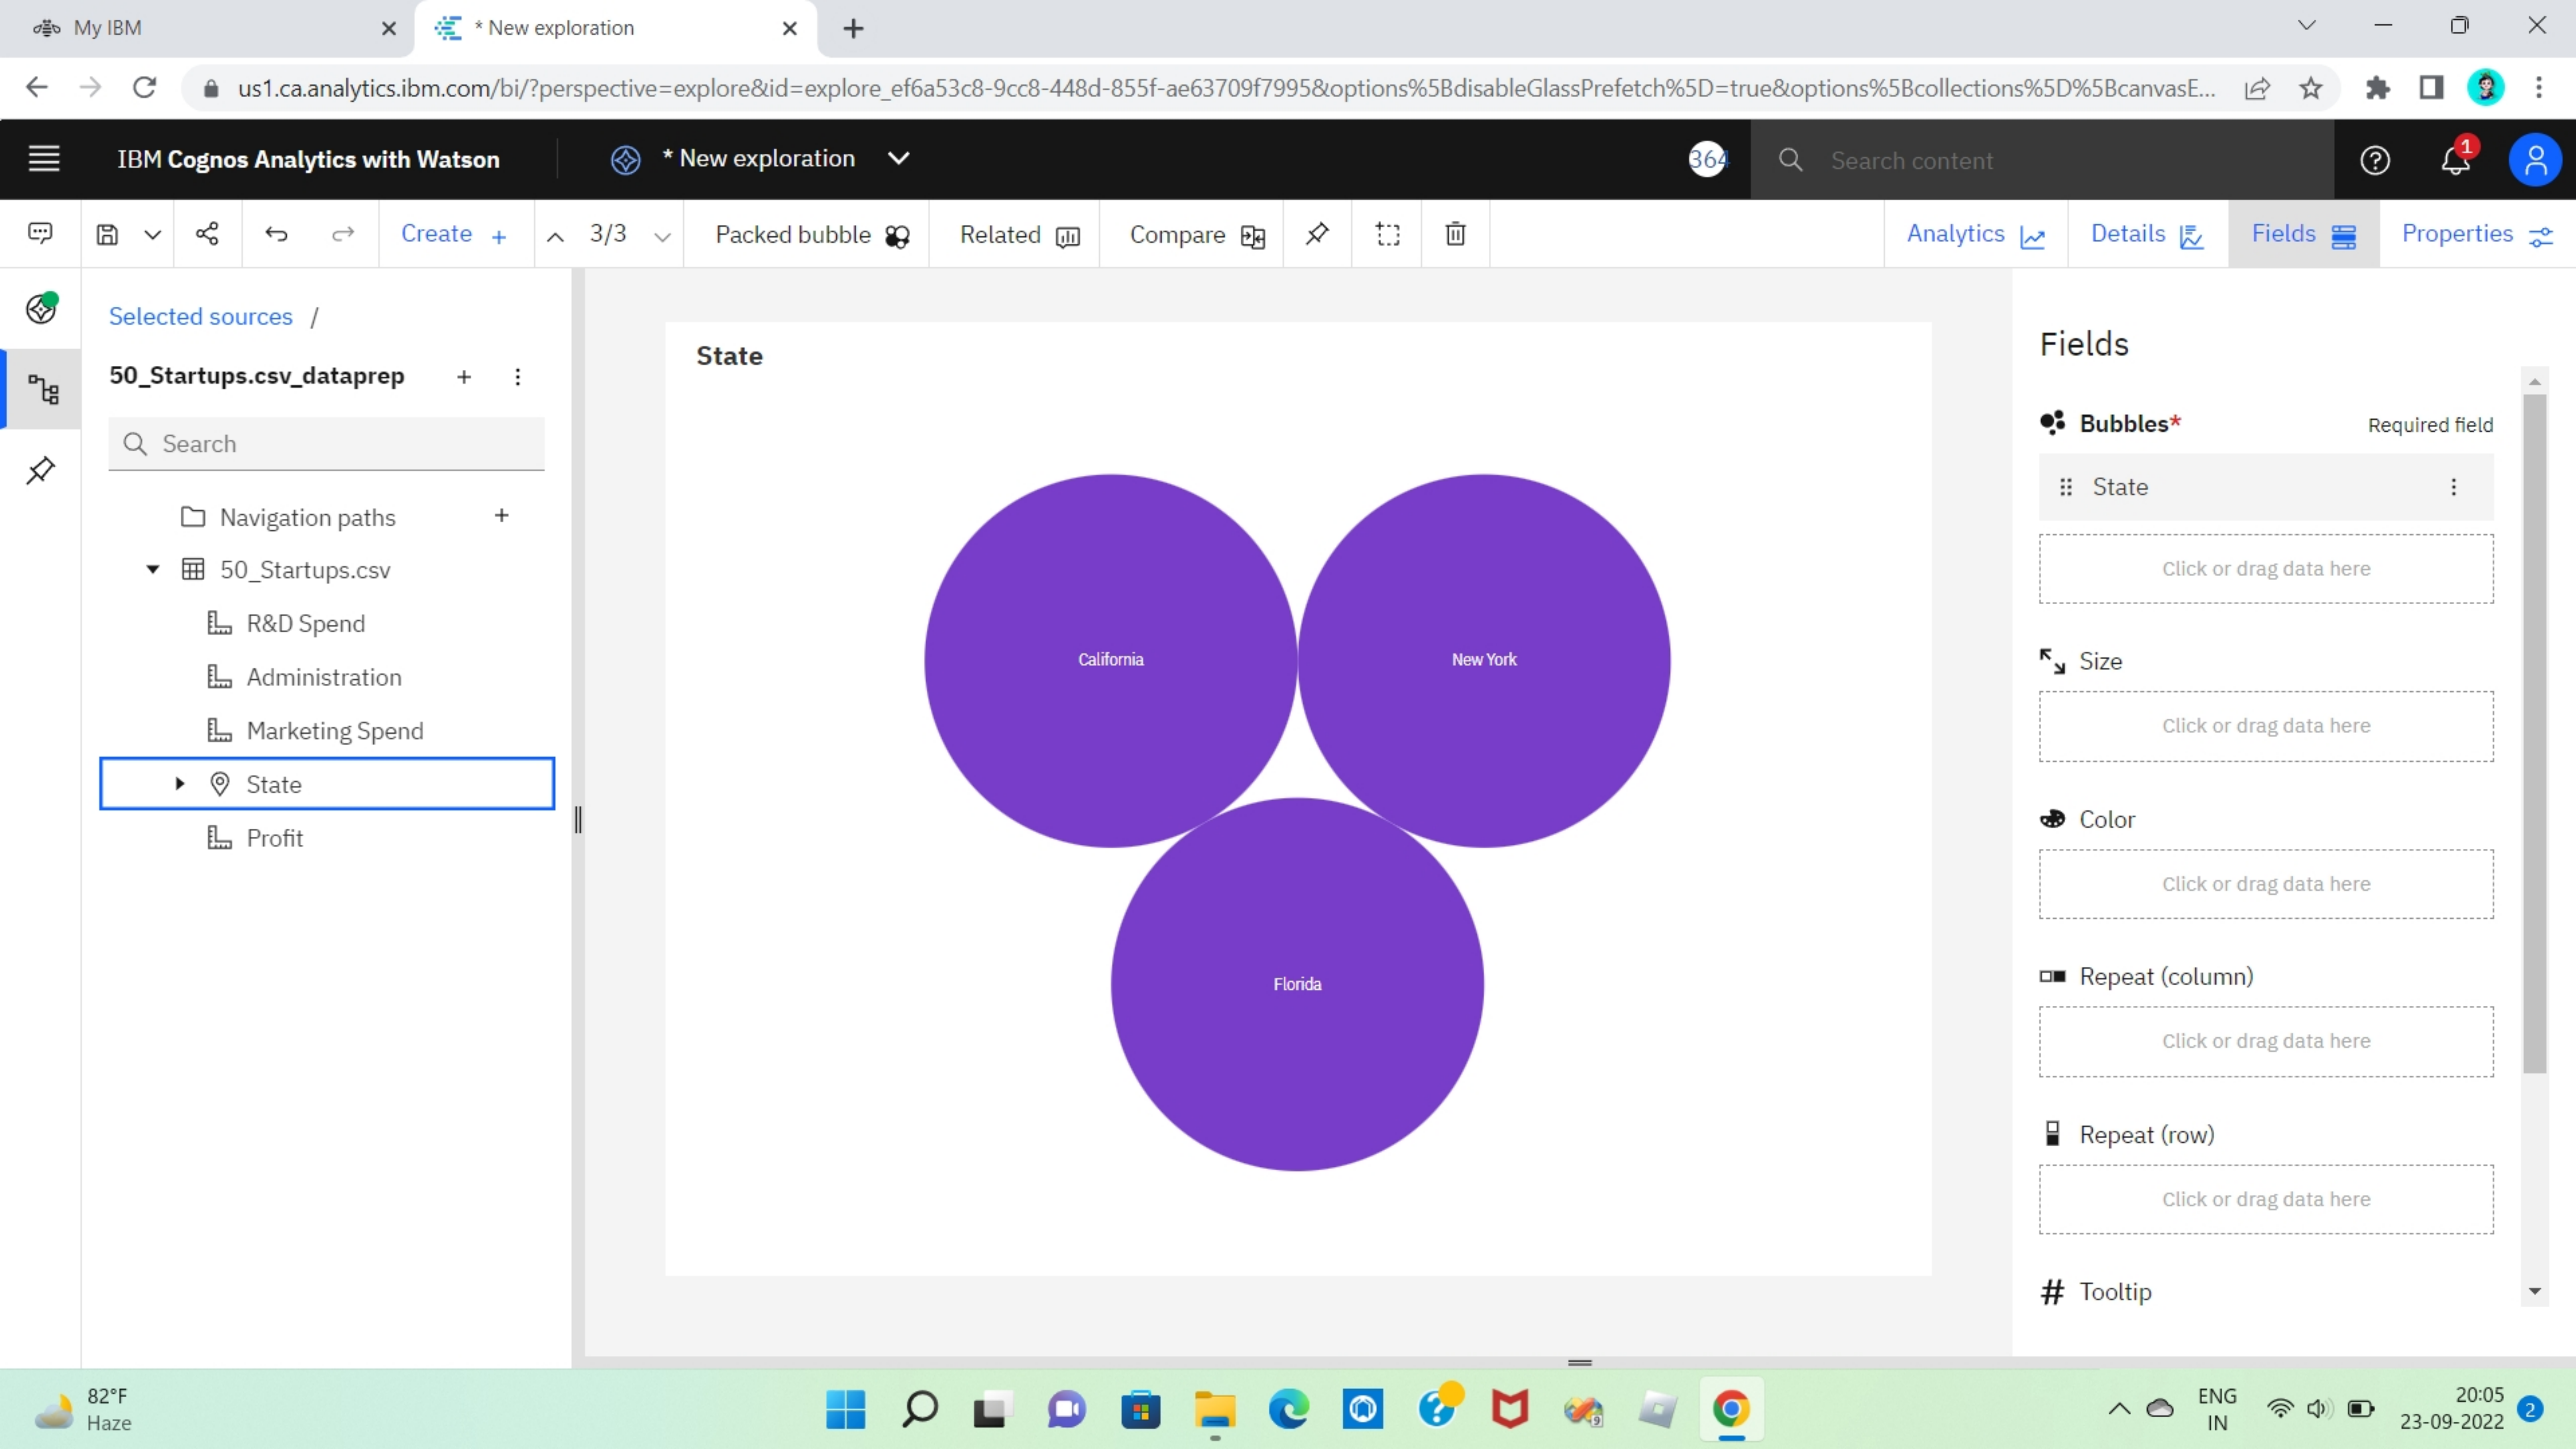 My IBM
* New exploration
us1.ca.analytics.ibm.com/bi/?perspective=explore&id=explore_ef6a53c8-9cc8-448d-855f-ae63709f7995&options%5BdisableGlassPrefetch%5D=true&options%5Bcollections%5D%5BcanvasE...
IBM Cognos Analytics with Watson
* New exploration
364
Search content
1
Create
3/3
Packed bubble
Related
Compare
Analytics
Details
Fields
Properties
Selected sources /
50_Startups.csv_dataprep
Search
Navigation paths
50_Startups.csv
R&D Spend
Administration
Marketing Spend
State
Profit
State
California
New York
Florida
Fields
Bubbles*
Required field
State
Click or drag data here
Size
Click or drag data here
Color
Click or drag data here
Repeat (column)
Click or drag data here
Repeat (row)
Click or drag data here
Tooltip
82°F
Haze
9
ENG
IN
20:05
23-09-2022
2